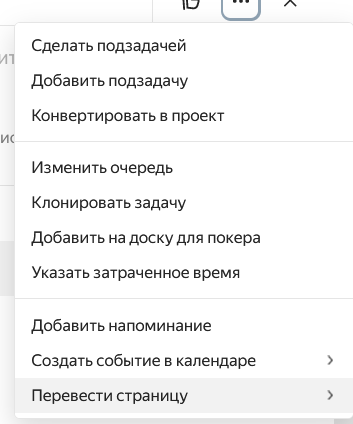 Сделать подзадачей
Добавить подзадачу
Конвертировать в проект
Изменить очередь
Клонировать задачу
Добавить на доску для покера
Указать затраченное время
Добавить напоминание
Создать событие в календаре
Перевести страницу